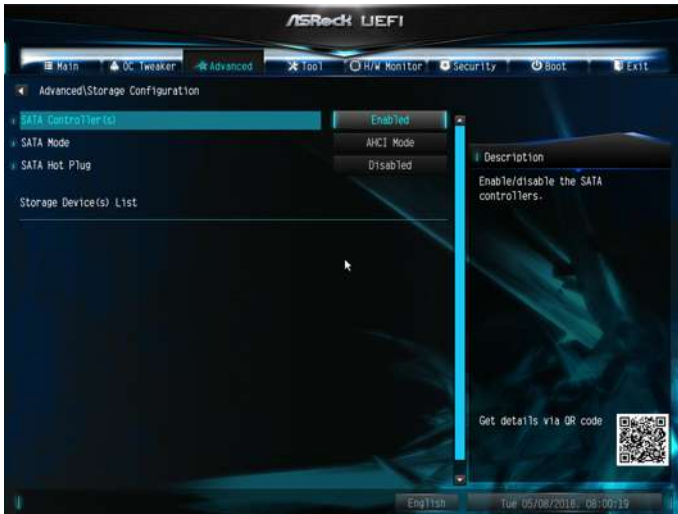 ASRock UEFI
Main OC Tweaker Advanced Tool H/W Monitor Security Boot Exit
Advanced\Storage Configuration
SATA Controller(s) Enabled
SATA Mode AHCI Mode
SATA Hot Plug Disabled
Storage Device(s) List
Description
Enable/disable the SATA
controllers.
Get details via QR code
English Tue 05/08/2018, 08:00:19